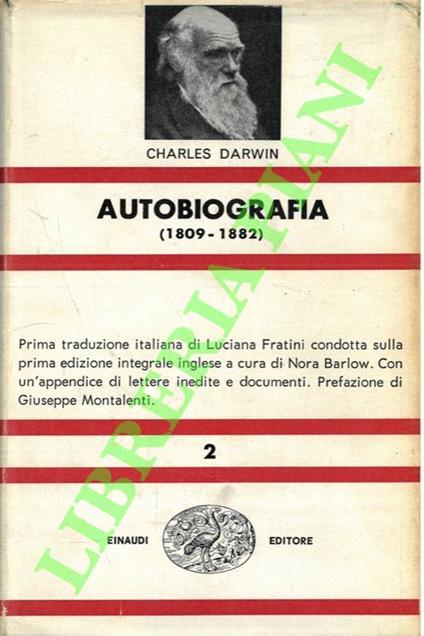 CHARLES DARWIN
AUTOBIOGRAFIA
(1809-1882)
Prima traduzione italiana di Luciana Fratini condotta sulla
prima edizione integrale inglese a cura di Nora Barlow. Con
un'appendice di lettere inedite e documenti. Prefazione di
Giuseppe Montalenti.
2
EINAUDI EDITORE
LIBRERIA PIANI